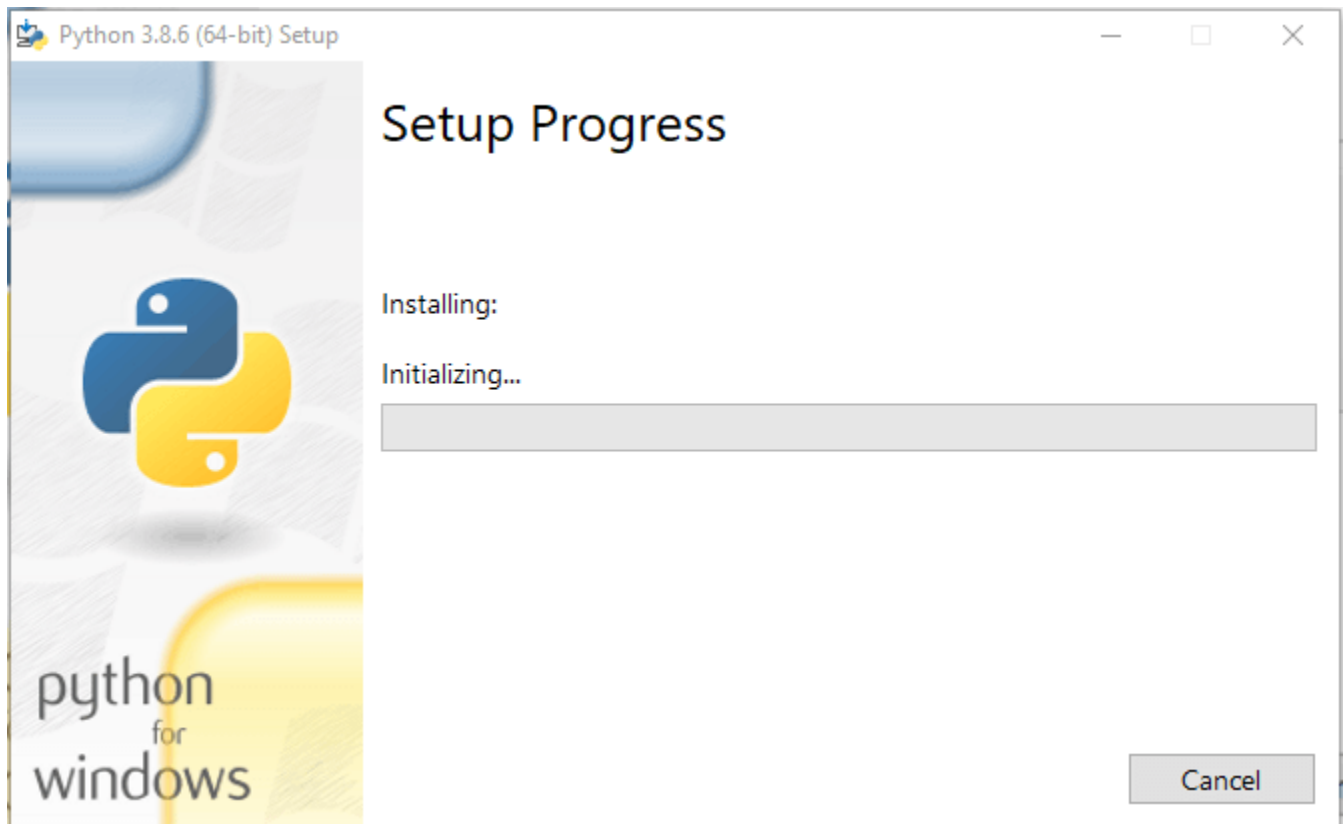 Python 3.8.6 (64-bit) Setup
Setup Progress
Installing:
Initializing...
python
for
windows
Cancel